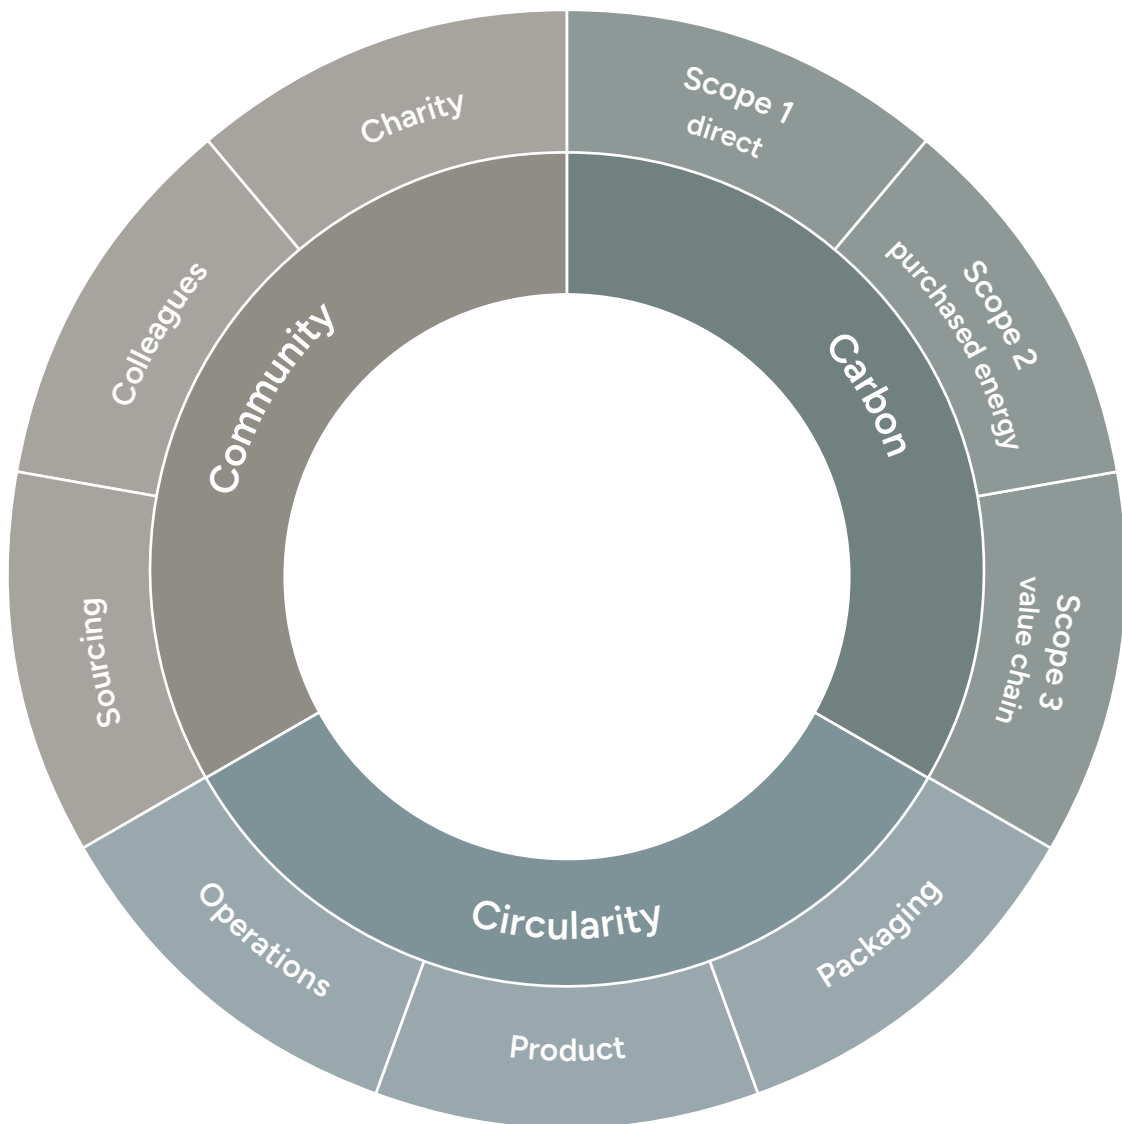 Carbon
Scope 1
direct
Scope 2
purchased energy
Scope 3
value chain
Circularity
Packaging
Product
Operations
Community
Sourcing
Colleagues
Charity